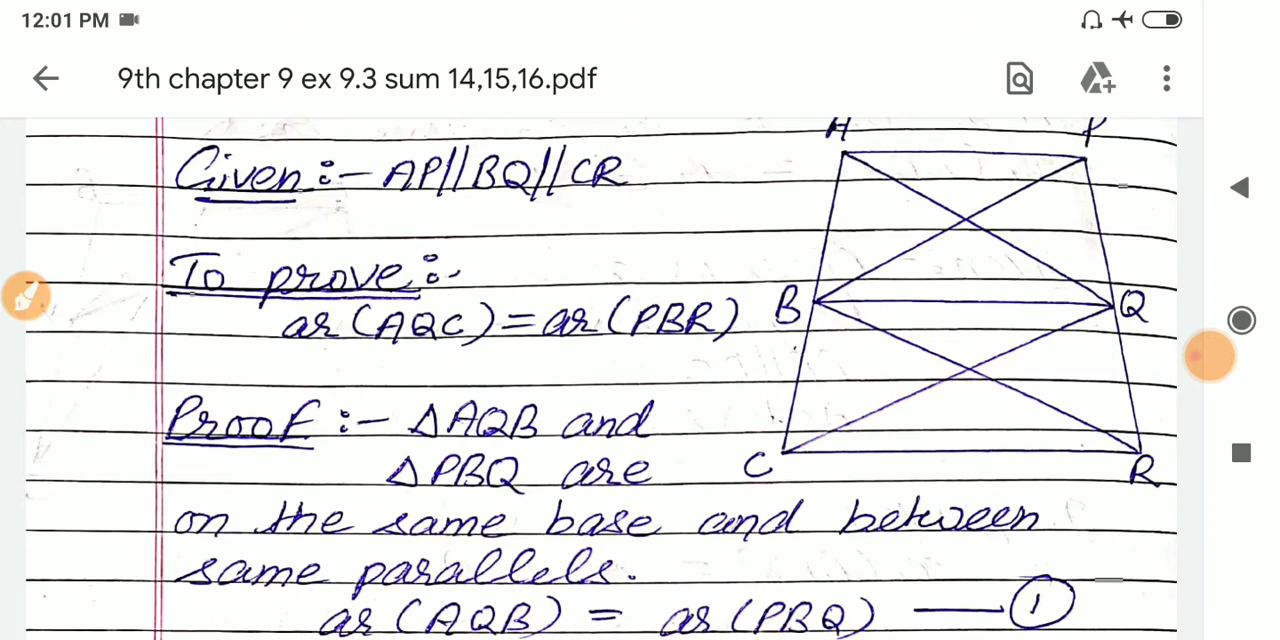 12:01 PM
9th chapter 9 ex 9.3 sum 14,15,16.pdf
A P
Given :- AP//BQ//CR
To prove :-
ar (AQC) = ar (PBR)
B Q
Proof :- ΔAQB and
ΔPBQ are
C R
on the same base and between
same parallels.
ar (AQB) = ar (PBQ) — 1